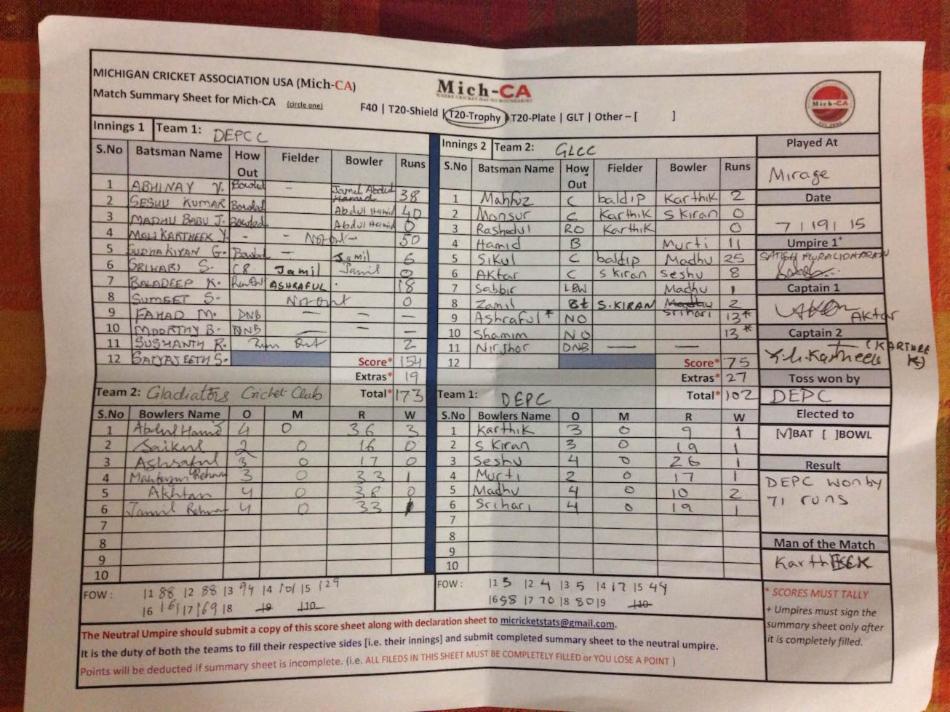 MICHIGAN CRICKET ASSOCIATION USA (Mich-CA)
Mich-CA
Match Summary Sheet for Mich-CA (circle one) F40 | T20-Shield | T20-Trophy | T20-Plate | GLT | Other – [ ]
Mich-CA
Innings 1 Team 1: DEPCC
S.No Batsman Name How Out Fielder Bowler Runs
1 ABHINAY V. Bowled – Jamil Abdul Hamid 38
2 SESHU KUMAR Bowled Abdul Hamid 40
3 MADHU BABU J. Bowled Abdul Hamid 0
4 MOLI KARTHEEK Y. – Not out – 50
5 SUDHAKIYAN G. Bowled – Jamil 6
6 SRIHARI S. CB Jamil Jamil 0
7 BALADEEP K. RunOut ASHRAFUL – 18
8 SUMEET S. Not out 0
9 FAHAD M. DNB – – –
10 MOORTHY B. DNB – – –
11 SUSHANTH R. Run Out 2
12 SATYAJEETH S. Score* 154
Extras* 19
Total* 173
Innings 2 Team 2: GLCC
S.No Batsman Name How Out Fielder Bowler Runs
1 Mahfuz C baldip Karthik 2
2 Monsur C Karthik S Kiran 0
3 Rashedul RO Karthik 0
4 Hamid B Murti 11
5 Sikul C baldip Madhu 25
6 Aktar C S kiran Seshu 8
7 Sabbir LBW Madhu 1
8 Zamil Bt S.KIRAN Srihari 2
9 Ashraful* NO 13*
10 Shamim NO 13*
11 Nirjhor DNB – – –
12 Score* 75
Extras* 27
Total* 102
Played At
Mirage
Date
7/19/15
Umpire 1+
Captain 1
Aktar
Captain 2
(KARTHEEK)
Y.M.Kartheek
Toss won by
DEPC
Elected to
[√]BAT [ ]BOWL
Result
DEPC won by
71 runs
Man of the Match
KartHEEK
* SCORES MUST TALLY
+ Umpires must sign the
summary sheet only after
it is completely filled.
Team 2: Gladiators Cricket Club
S.No Bowlers Name O M R W
1 Abdul Hamid 4 0 36 3
2 Saikul 2 0 16 0
3 Ashraful 3 0 17 0
4 Rehman 3 0 33 1
5 Akhtan 4 0 38 0
6 Jamil Rehman 4 0 33 1
7
8
9
10
FOW : |1 88 |2 88 |3 94 |4 101 |5 129
|6 161 |7 169 |8 |9 |10
Team 1: DEPC
S.No Bowlers Name O M R W
1 Karthik 3 0 9 1
2 S Kiran 3 0 19 1
3 Seshu 4 0 26 1
4 Murti 2 0 17 1
5 Madhu 4 0 10 2
6 Srihari 4 0 19 1
7
8
9
10
FOW : |1 3 |2 4 |3 5 |4 17 |5 44
|6 58 |7 70 |8 80 |9 |10
The Neutral Umpire should submit a copy of this score sheet along with declaration sheet to micricketstats@gmail.com.
It is the duty of both the teams to fill their respective sides [i.e. their innings] and submit completed summary sheet to the neutral umpire.
Points will be deducted if summary sheet is incomplete. (i.e. ALL FILEDS IN THIS SHEET MUST BE COMPLETELY FILLED or YOU LOSE A POINT )